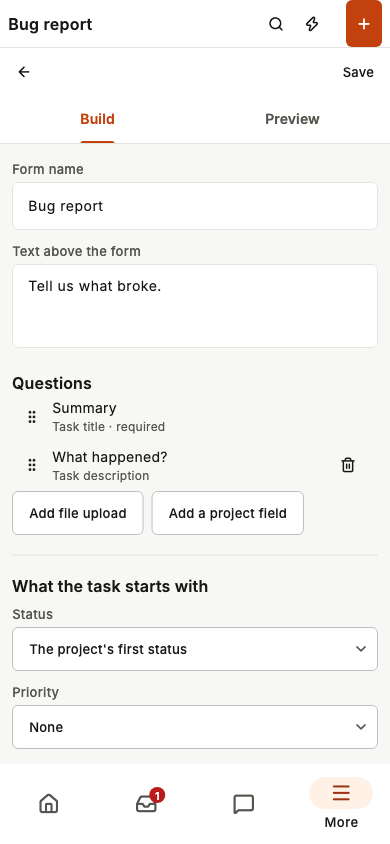 Bug report
Save
Build
Preview
Form name
Bug report
Text above the form
Tell us what broke.
Questions
Summary
Task title · required
What happened?
Task description
Add file upload
Add a project field
What the task starts with
Status
The project's first status
Priority
None
1
More